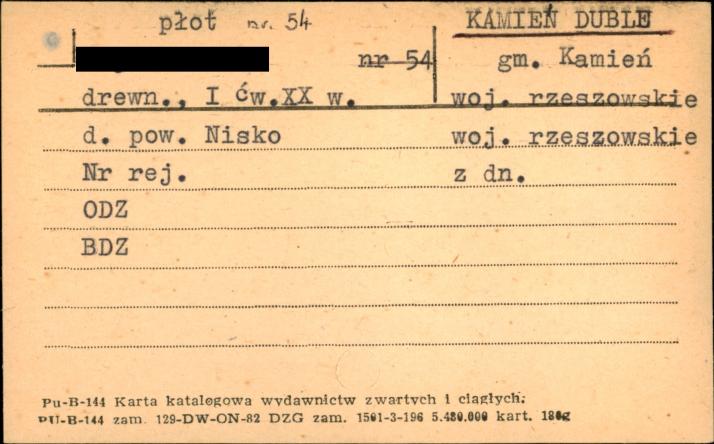 płot nr. 54 KAMIEŃ DUBLE
nr 54 gm. Kamień
drewn., I ćw.XX w. woj. rzeszowskie
d. pow. Nisko woj. rzeszowskie
Nr rej. z dn.
ODZ
BDZ
Pu-B-144 Karta katalogowa wydawnictw zwartych i ciągłych.
PU-B-144 zam. 129-DW-ON-82 DZG zam. 1501-3-196 5.480.000 kart. 180g